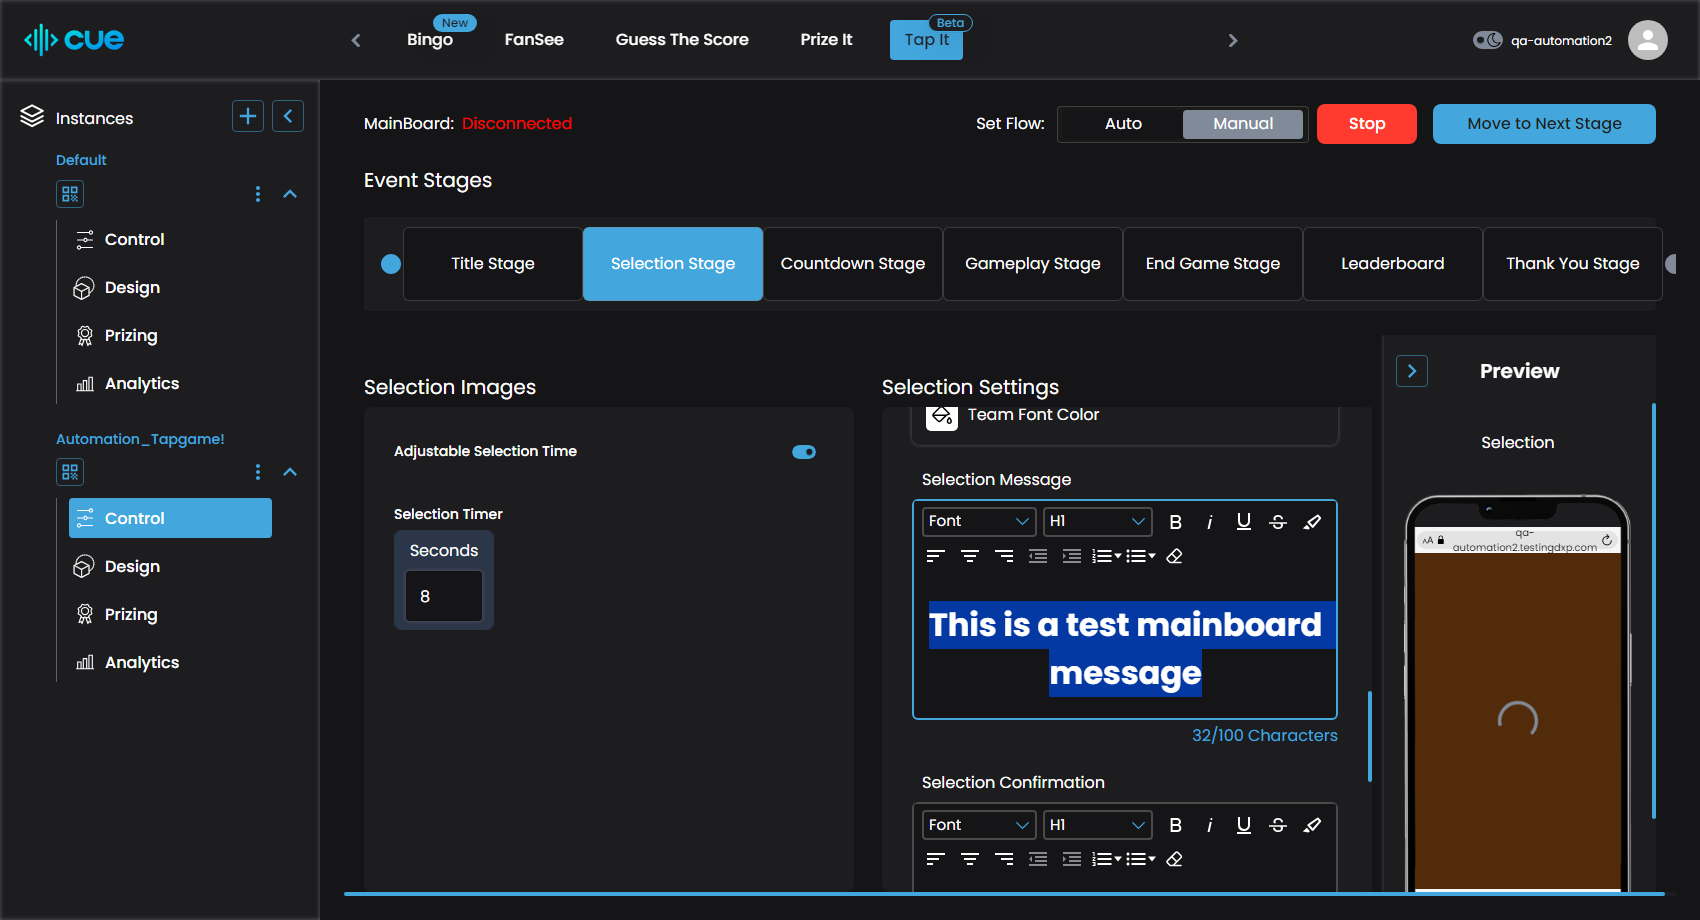 cue
New
Bingo
FanSee
Guess The Score
Prize It
Beta
Tap It
qa-automation2
Instances
Default
Control
Design
Prizing
Analytics
Automation_Tapgame!
Control
Design
Prizing
Analytics
MainBoard: Disconnected
Set Flow:
Auto
Manual
Stop
Move to Next Stage
Event Stages
Title Stage
Selection Stage
Countdown Stage
Gameplay Stage
End Game Stage
Leaderboard
Thank You Stage
Selection Images
Adjustable Selection Time
Selection Timer
Seconds
8
Selection Settings
Team Font Color
Selection Message
Font
H1
B i U S
This is a test mainboard
message
32/100 Characters
Selection Confirmation
Font
H1
B i U S
Preview
Selection
AA
qa-
automation2.testingdxp.com